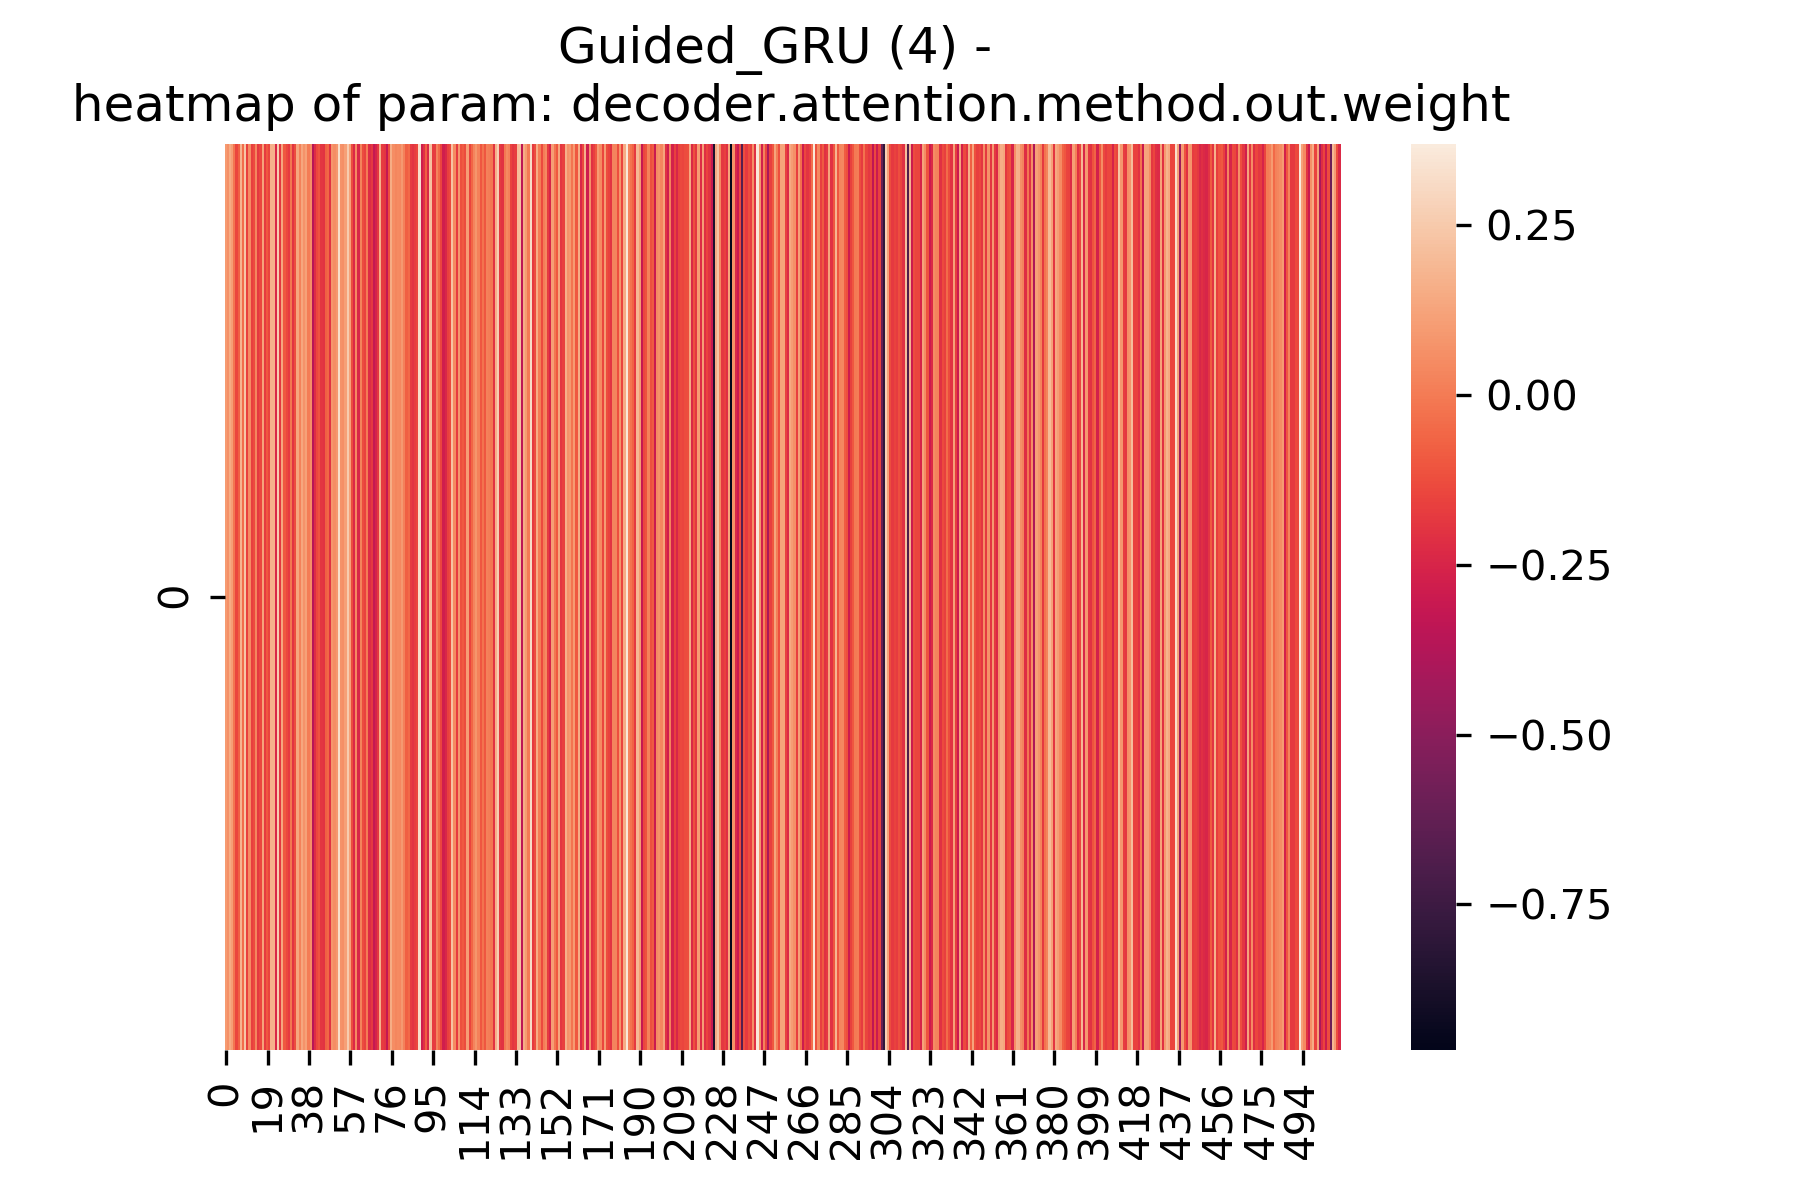 Guided_GRU (4) -
heatmap of param: decoder.attention.method.out.weight
0.25
0.00
−0.25
−0.50
−0.75
0
0 19 38 57 76 95 114 133 152 171 190 209 228 247 266 285 304 323 342 361 380 399 418 437 456 475 494